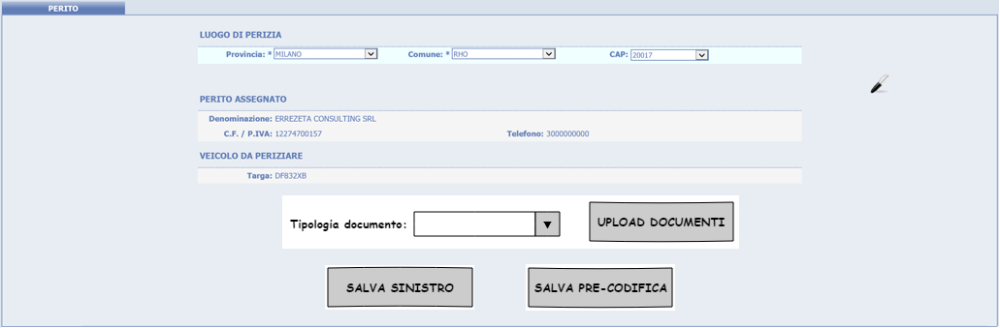 PERITO
LUOGO DI PERIZIA
Provincia: * MILANO Comune: * RHO CAP: 20017
PERITO ASSEGNATO
Denominazione: ERREZETA CONSULTING SRL
C.F. / P.IVA: 12274700157 Telefono: 3000000000
VEICOLO DA PERIZIARE
Targa: DF832XB
Tipologia documento: UPLOAD DOCUMENTI
SALVA SINISTRO SALVA PRE-CODIFICA